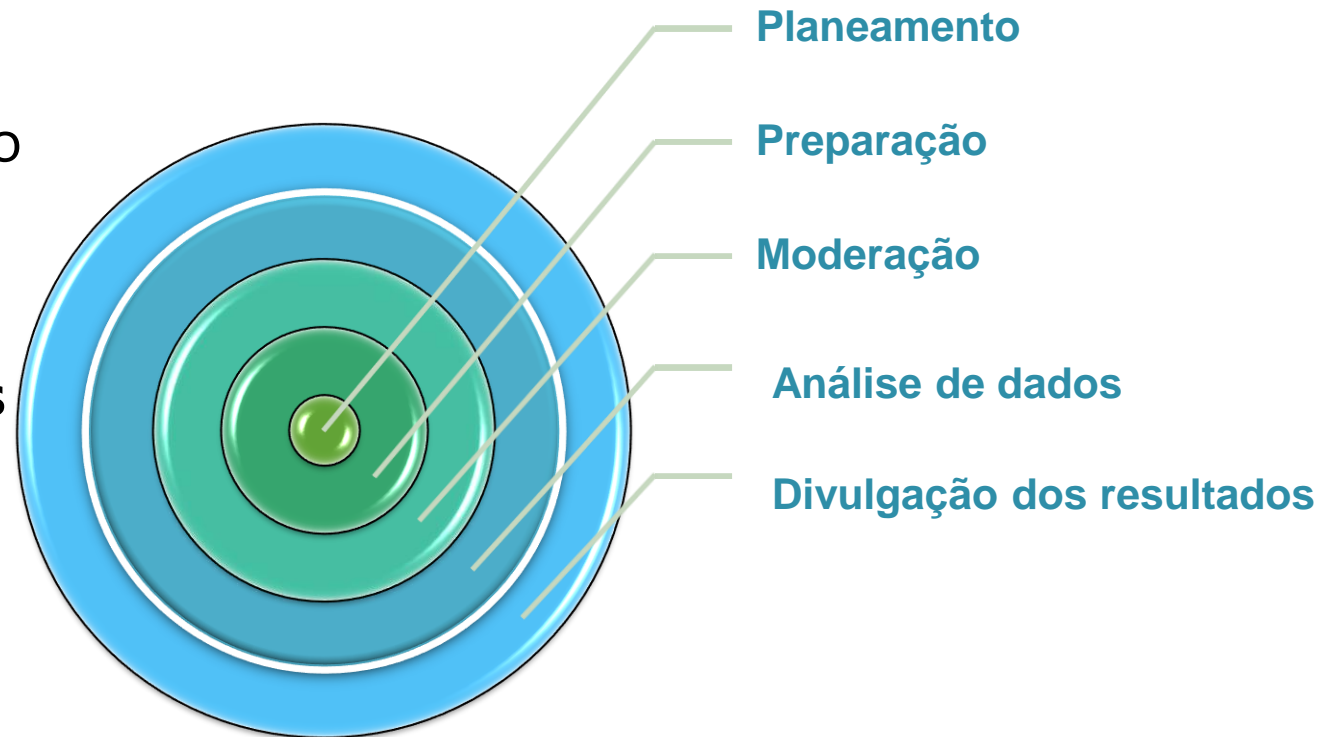 Planeamento
o
Preparação
Moderação
Análise de dados
s
Divulgação dos resultados